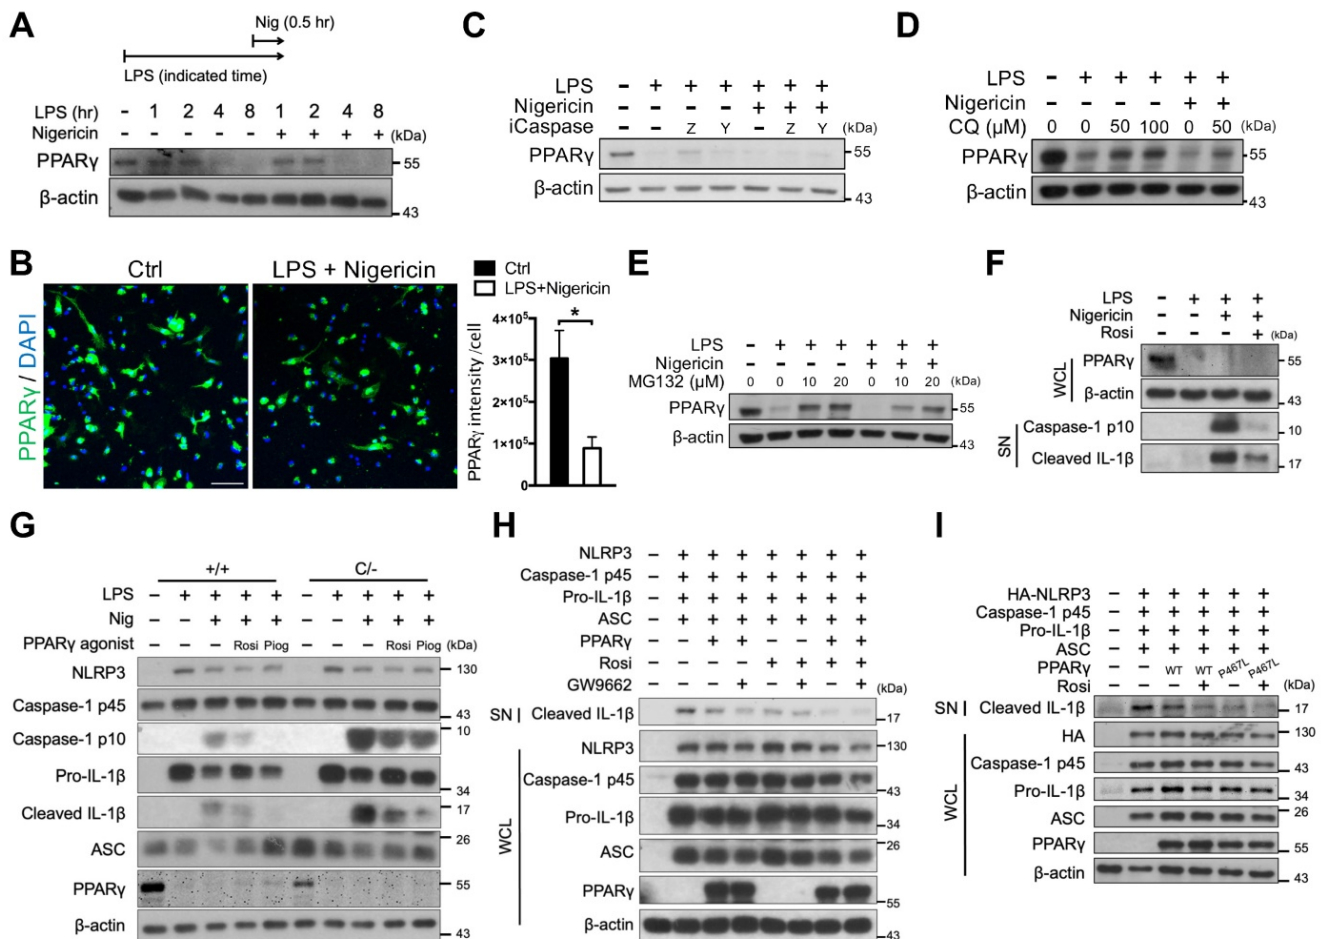 A
Nig (0.5 hr)
LPS (indicated time)
LPS (hr) - 1 2 4 8 1 2 4 8
Nigericin - - - - - + + + + (kDa)
PPARγ 55
β-actin 43
B
Ctrl LPS + Nigericin
PPARγ / DAPI
Ctrl
LPS+Nigericin
*
4×10⁵
3×10⁵
2×10⁵
1×10⁵
0
PPARγ intensity /cell
C
LPS - + + + + + +
Nigericin - - - - + + +
iCaspase - - Z Y - Z Y (kDa)
PPARγ 55
β-actin 43
D
LPS - + + + + +
Nigericin - - - - + +
CQ (μM) 0 0 50 100 0 50 (kDa)
PPARγ 55
β-actin 43
E
LPS - + + + + + +
Nigericin - - - - + + +
MG132 (μM) 0 0 10 20 0 10 20 (kDa)
PPARγ 55
β-actin 43
F
LPS - + + +
Nigericin - - + +
Rosi - - - + (kDa)
WCL
PPARγ 55
β-actin 43
SN
Caspase-1 p10 10
Cleaved IL-1β 17
G
+/+ C/-
LPS - + + + + - + + + +
Nig - - + + + - - + + +
PPARγ agonist - - - Rosi Piog - - - Rosi Piog (kDa)
NLRP3 130
Caspase-1 p45 43
Caspase-1 p10 10
Pro-IL-1β 34
Cleaved IL-1β 17
ASC 26
PPARγ 55
β-actin 43
H
NLRP3 - + + + + + + +
Caspase-1 p45 - + + + + + + +
Pro-IL-1β - + + + + + + +
ASC - + + + + + + +
PPARγ - - + + - - + +
Rosi - - - - + + + +
GW9662 - - - + - + - + (kDa)
SN Cleaved IL-1β 17
WCL
NLRP3 130
Caspase-1 p45 43
Pro-IL-1β 34
ASC 26
PPARγ 55
β-actin 43
I
HA-NLRP3 - + + + + +
Caspase-1 p45 - + + + + +
Pro-IL-1β - + + + + +
ASC - + + + + +
PPARγ - - WT WT P467L P467L
Rosi - - - + - + (kDa)
SN Cleaved IL-1β 17
WCL
HA 130
Caspase-1 p45 43
Pro-IL-1β 34
ASC 26
PPARγ 55
β-actin 43